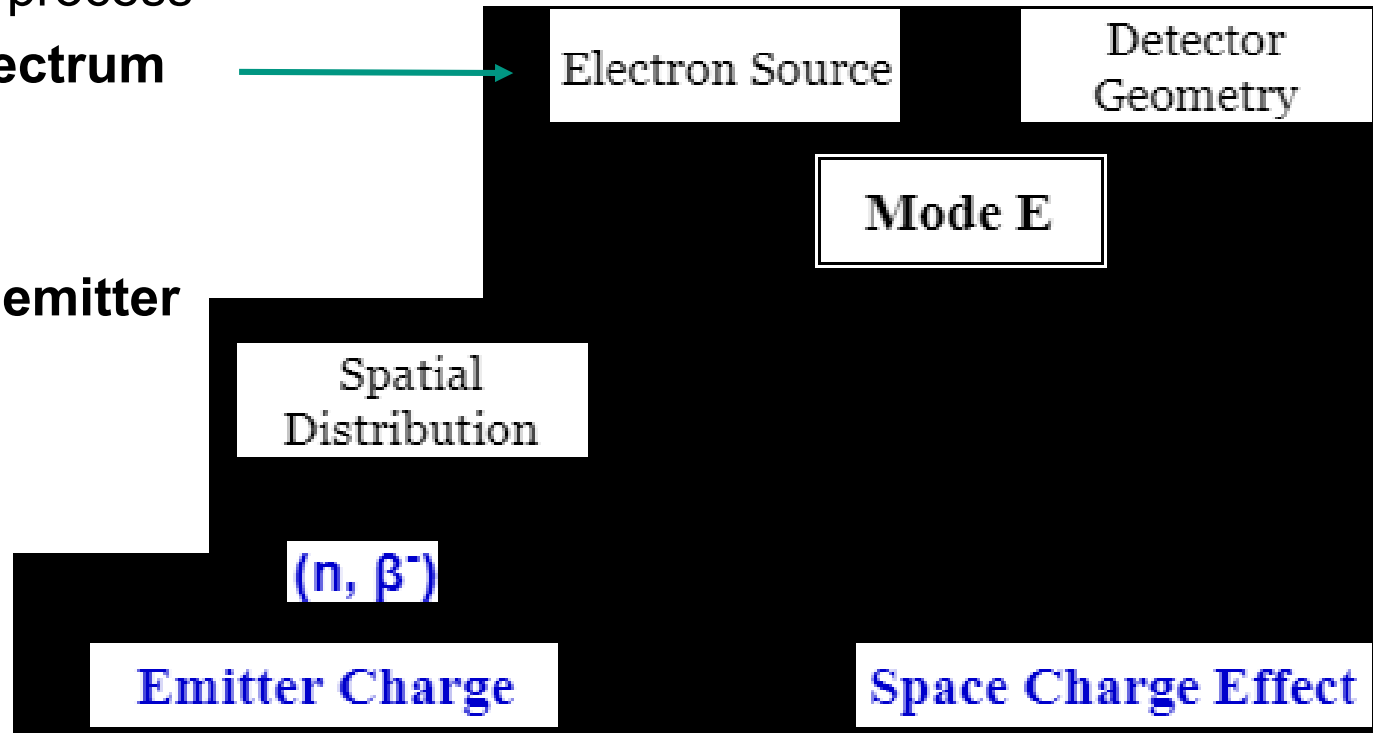 process
ectrum
Electron Source
Detector
Geometry
Mode E
emitter
Spatial
Distribution
(n, β⁻)
Emitter Charge
Space Charge Effect